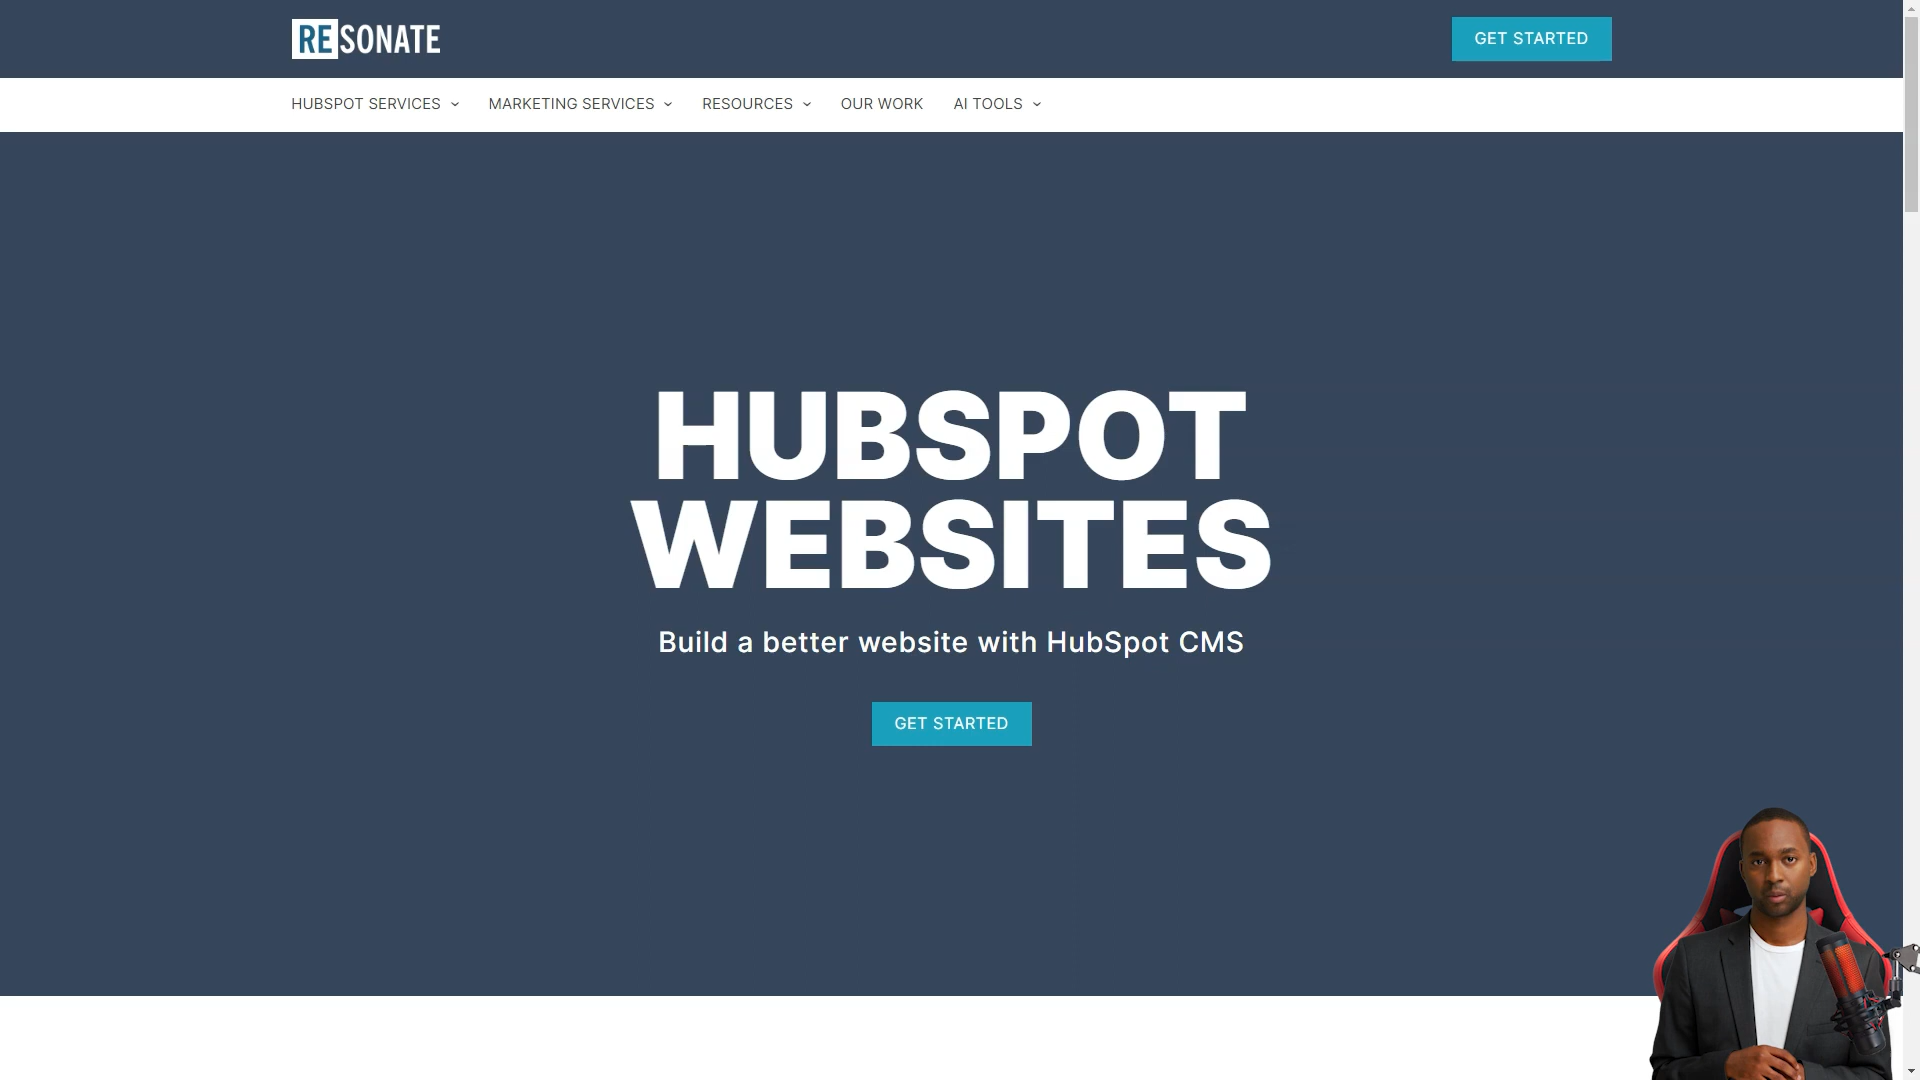 RESONATE
GET STARTED
HUBSPOT SERVICES
MARKETING SERVICES
RESOURCES
OUR WORK
AI TOOLS
HUBSPOT
WEBSITES
Build a better website with HubSpot CMS
GET STARTED